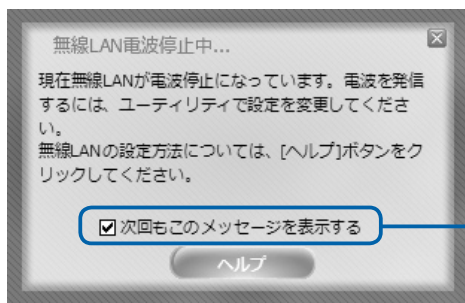 無線LAN電波停止中...
現在無線LANが電波停止になっています。電波を発信
するには、ユーティリティで設定を変更してくださ
い。
無線LANの設定方法については、[ヘルプ]ボタンをク
リックしてください。
次回もこのメッセージを表示する
ヘルプ